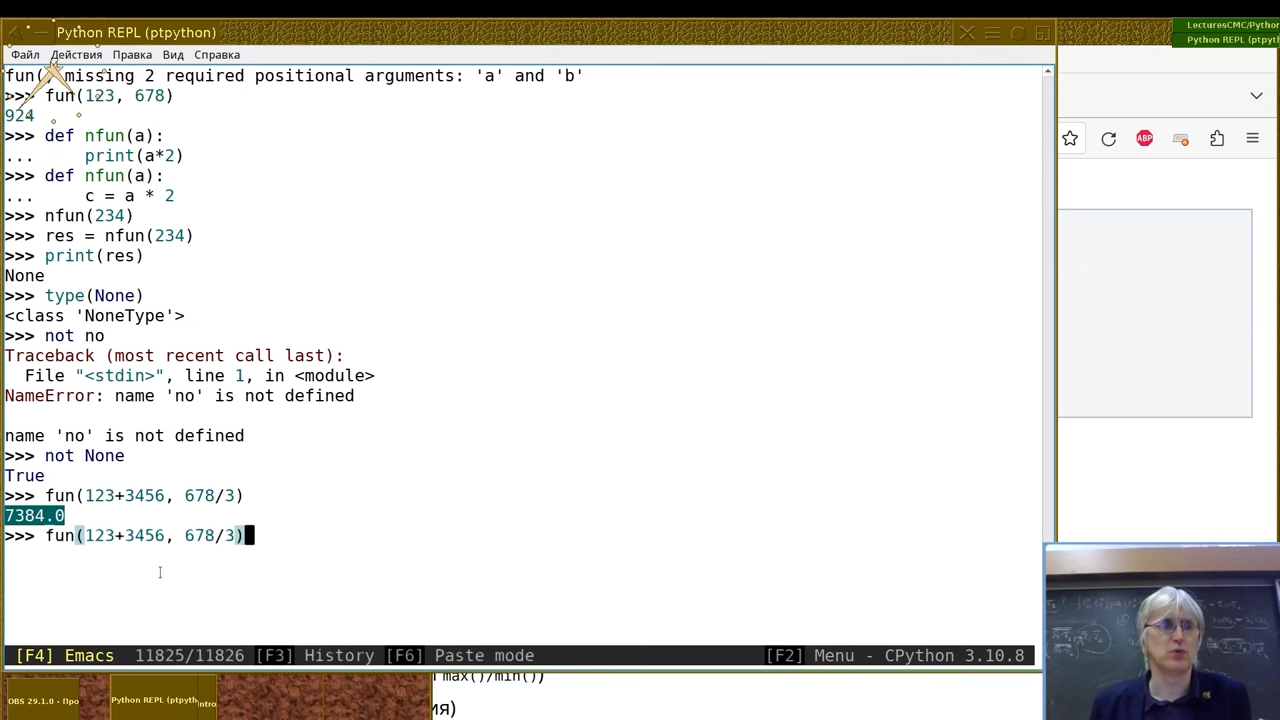 Python REPL (ptpython)
LecturesCMC/Python
Python REPL (ptpyth
Файл Действия Правка Вид Справка
fun() missing 2 required positional arguments: 'a' and 'b'
>>> fun(123, 678)
924
>>> def nfun(a):
...     print(a*2)
>>> def nfun(a):
...     c = a * 2
>>> nfun(234)
>>> res = nfun(234)
>>> print(res)
None
>>> type(None)
<class 'NoneType'>
>>> not no
Traceback (most recent call last):
  File "<stdin>", line 1, in <module>
NameError: name 'no' is not defined
name 'no' is not defined
>>> not None
True
>>> fun(123+3456, 678/3)
7384.0
>>> fun(123+3456, 678/3)
[F4] Emacs 11825/11826 [F3] History [F6] Paste mode [F2] Menu - CPython 3.10.8
ABP
max()/min())
OBS 29.1.0 - Про
Python REPL (ptpyth
Intro
ия)